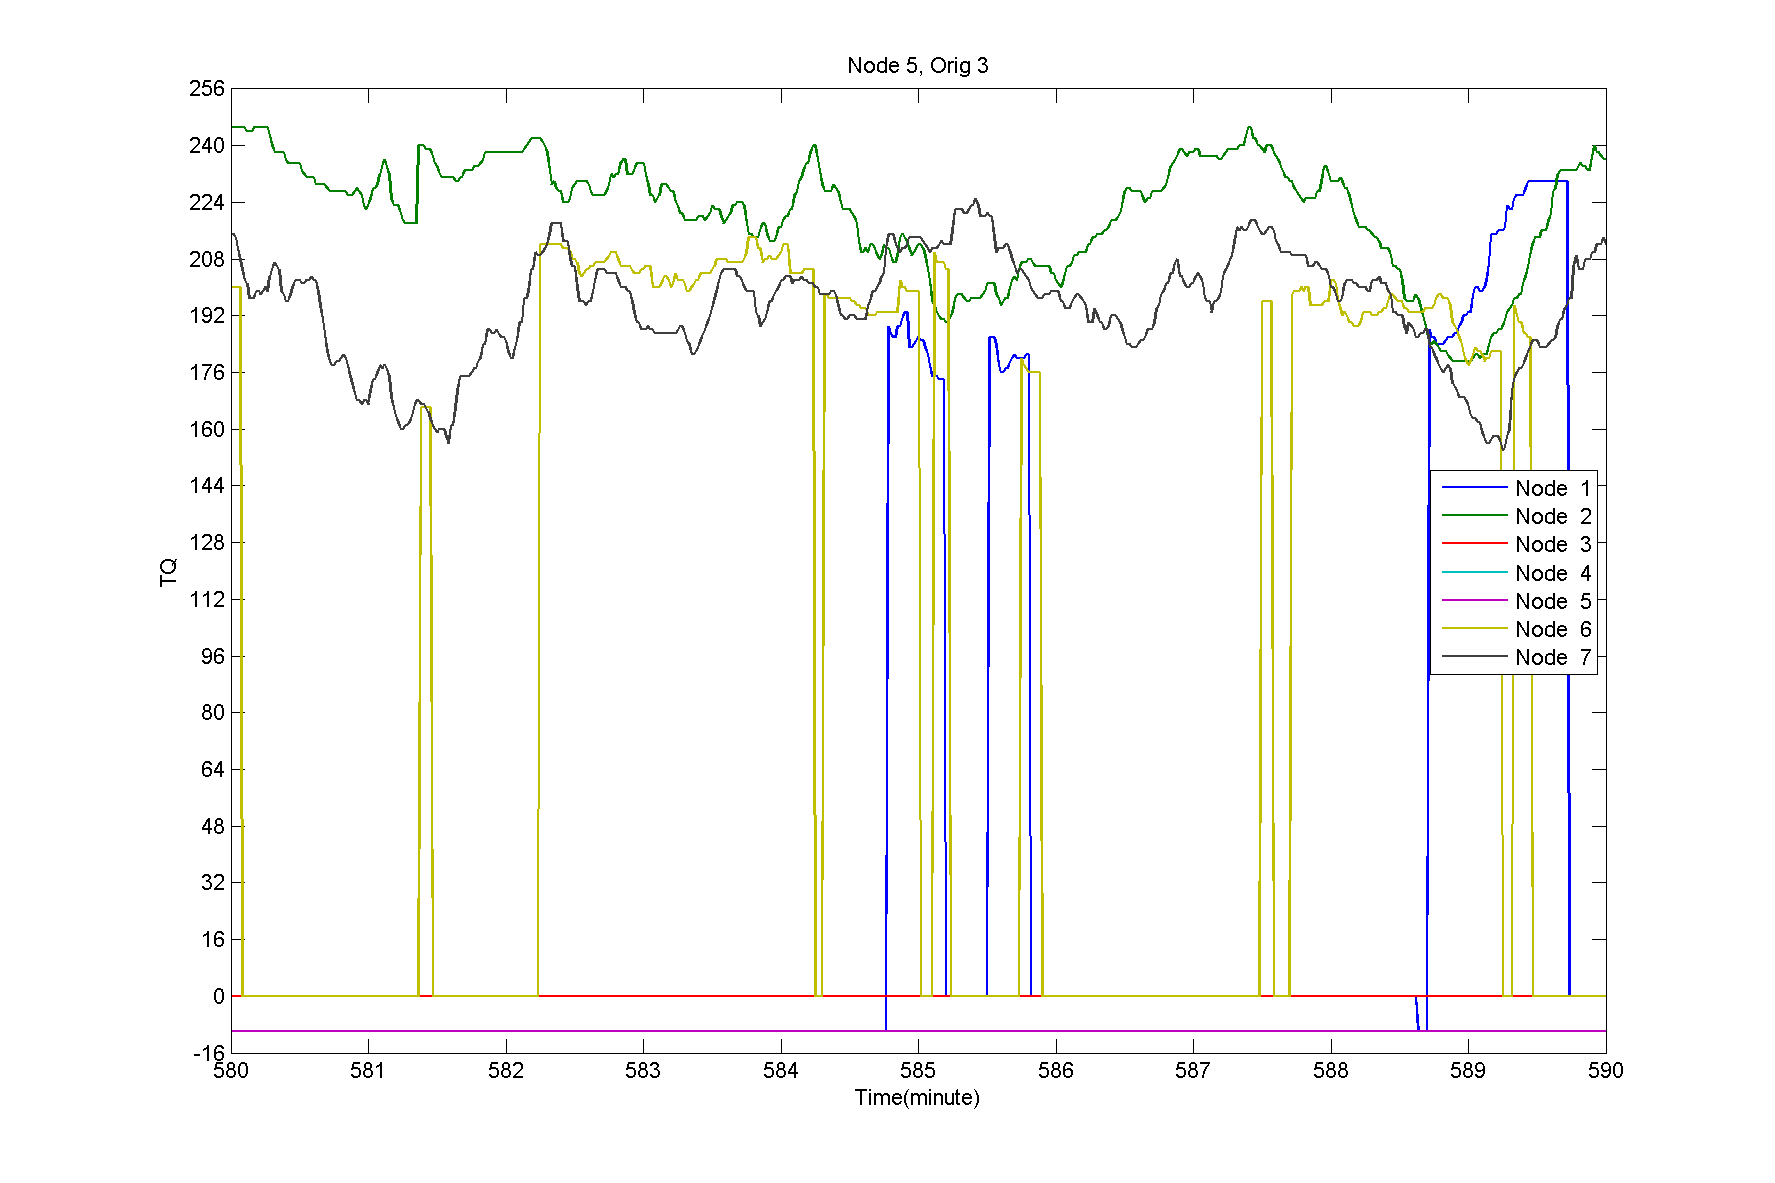 Node 5, Orig 3
256
240
224
208
192
176
160
144
128
112
96
80
64
48
32
16
0
-16
TQ
Node 1
Node 2
Node 3
Node 4
Node 5
Node 6
Node 7
580 581 582 583 584 585 586 587 588 589 590
Time(minute)